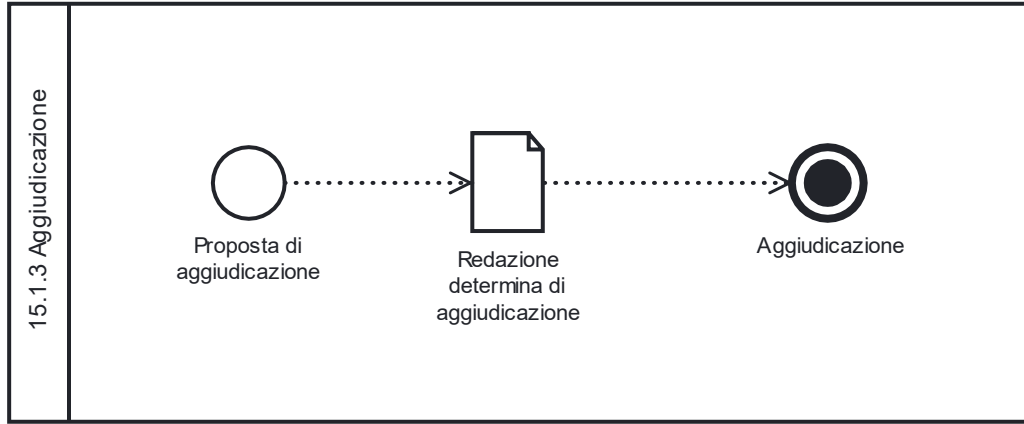 15.1.3 Aggiudicazione
Proposta di
aggiudicazione
Redazione
determina di
aggiudicazione
Aggiudicazione